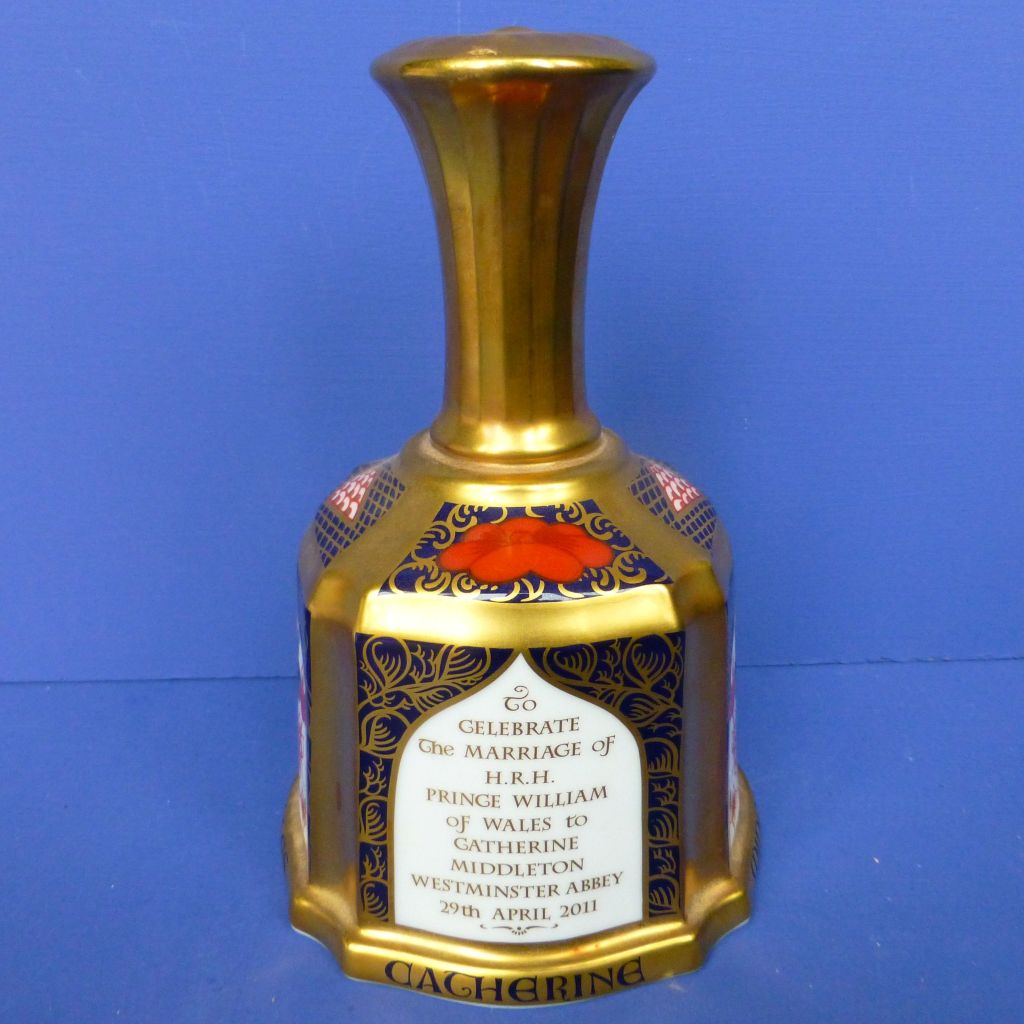 To
CELEBRATE
The MARRIAGE OF
H.R.H.
PRINCE WILLIAM
OF WALES to
CATHERINE
MIDDLETON
WESTMINSTER ABBEY
29th APRIL 2011
CATHERINE